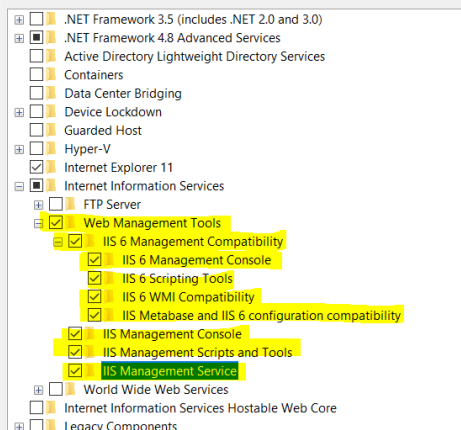 .NET Framework 3.5 (includes .NET 2.0 and 3.0)
.NET Framework 4.8 Advanced Services
Active Directory Lightweight Directory Services
Containers
Data Center Bridging
Device Lockdown
Guarded Host
Hyper-V
Internet Explorer 11
Internet Information Services
FTP Server
Web Management Tools
IIS 6 Management Compatibility
IIS 6 Management Console
IIS 6 Scripting Tools
IIS 6 WMI Compatibility
IIS Metabase and IIS 6 configuration compatibility
IIS Management Console
IIS Management Scripts and Tools
IIS Management Service
World Wide Web Services
Internet Information Services Hostable Web Core
Legacy Components